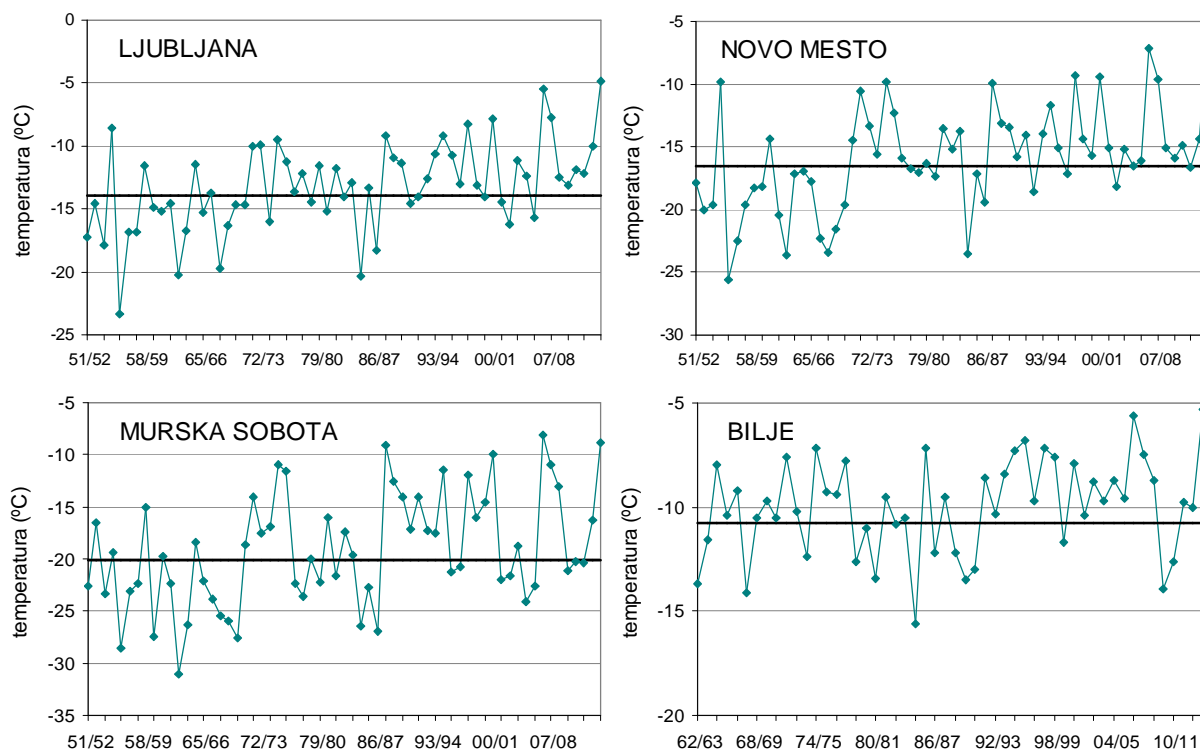 LJUBLJANA
temperatura (ºC)
0
-5
-10
-15
-20
-25
51/52 58/59 65/66 72/73 79/80 86/87 93/94 00/01 07/08
NOVO MESTO
temperatura (ºC)
-5
-10
-15
-20
-25
-30
51/52 58/59 65/66 72/73 79/80 86/87 93/94 00/01 07/08
MURSKA SOBOTA
temperatura (ºC)
-5
-10
-15
-20
-25
-30
-35
51/52 58/59 65/66 72/73 79/80 86/87 93/94 00/01 07/08
BILJE
temperatura (ºC)
-5
-10
-15
-20
62/63 68/69 74/75 80/81 86/87 92/93 98/99 04/05 10/11